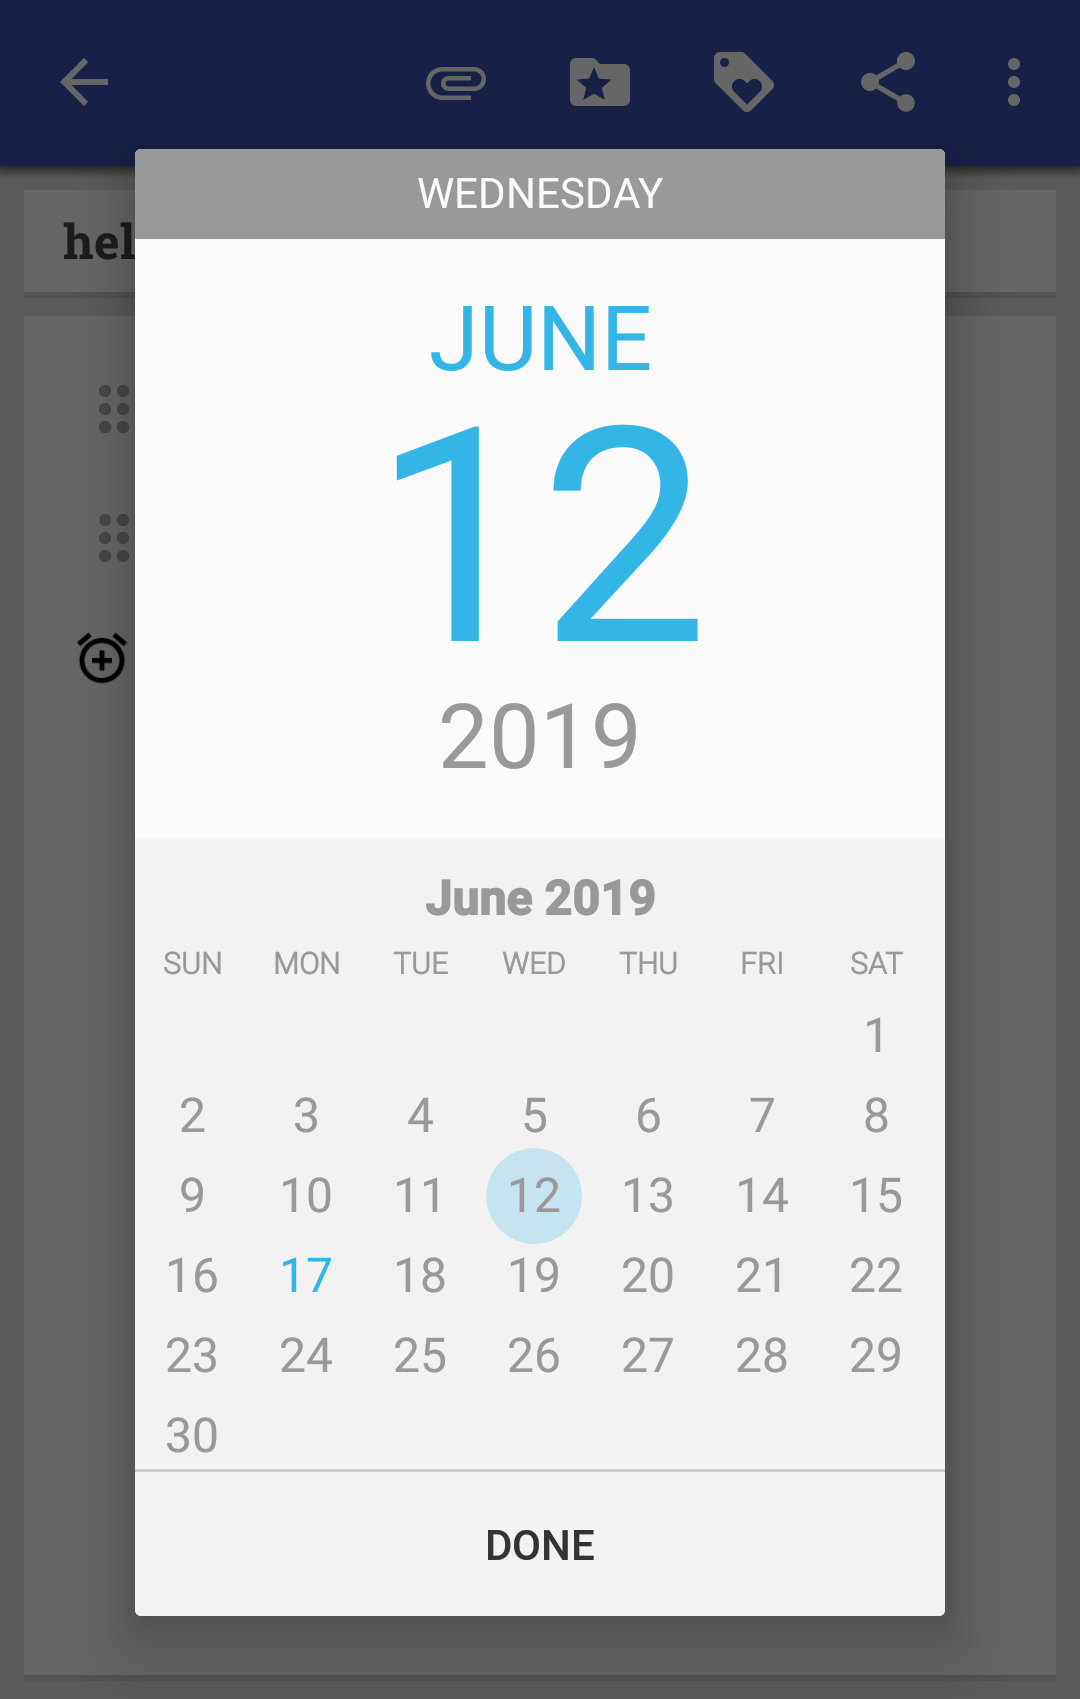 hel
WEDNESDAY
JUNE
12
2019
June 2019
SUN MON TUE WED THU FRI SAT
1
2 3 4 5 6 7 8
9 10 11 12 13 14 15
16 17 18 19 20 21 22
23 24 25 26 27 28 29
30
DONE